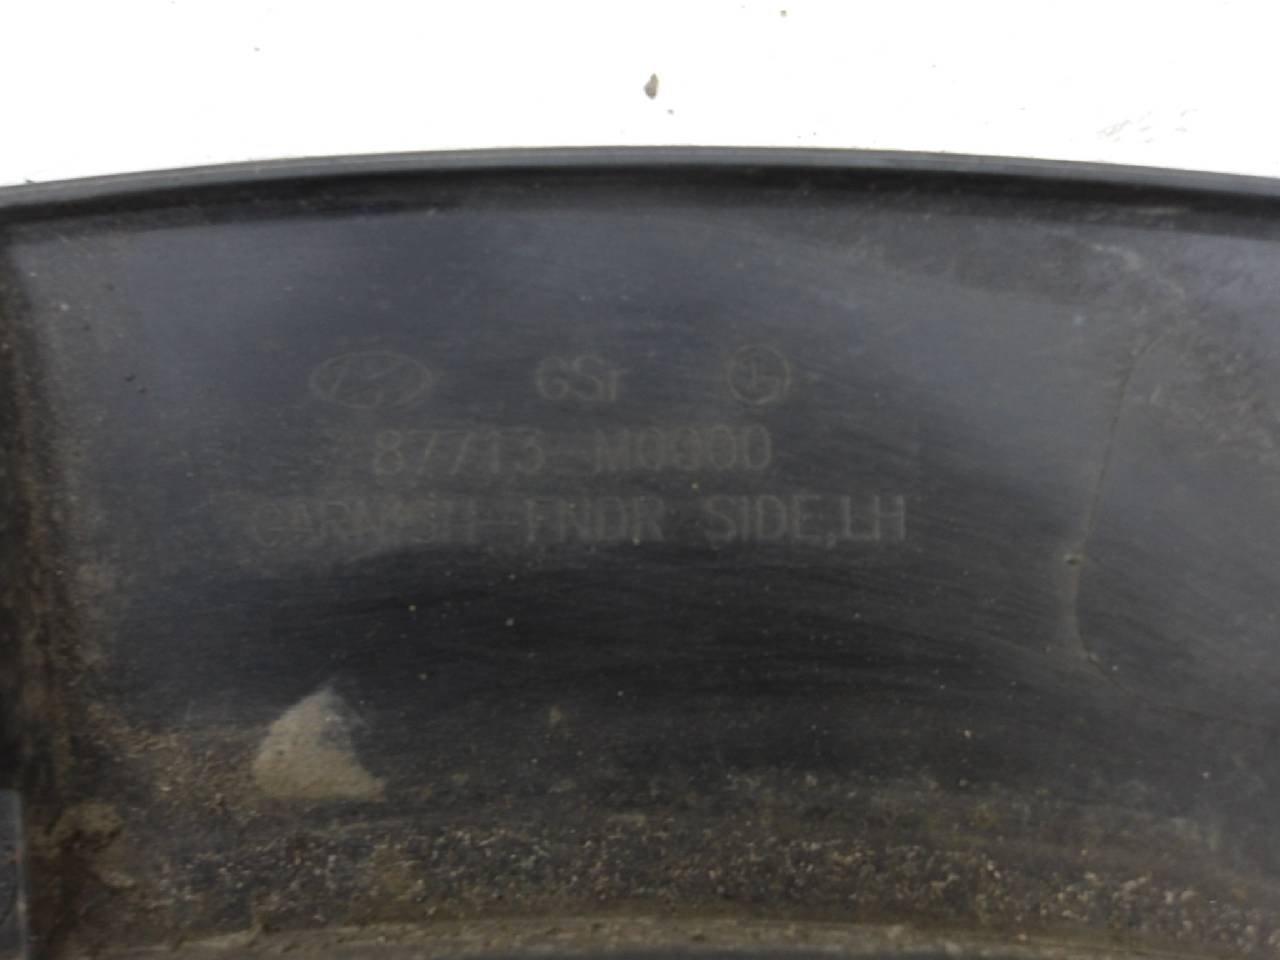 GSr
87713-M0000
GARNISH-FNDR SIDE,LH